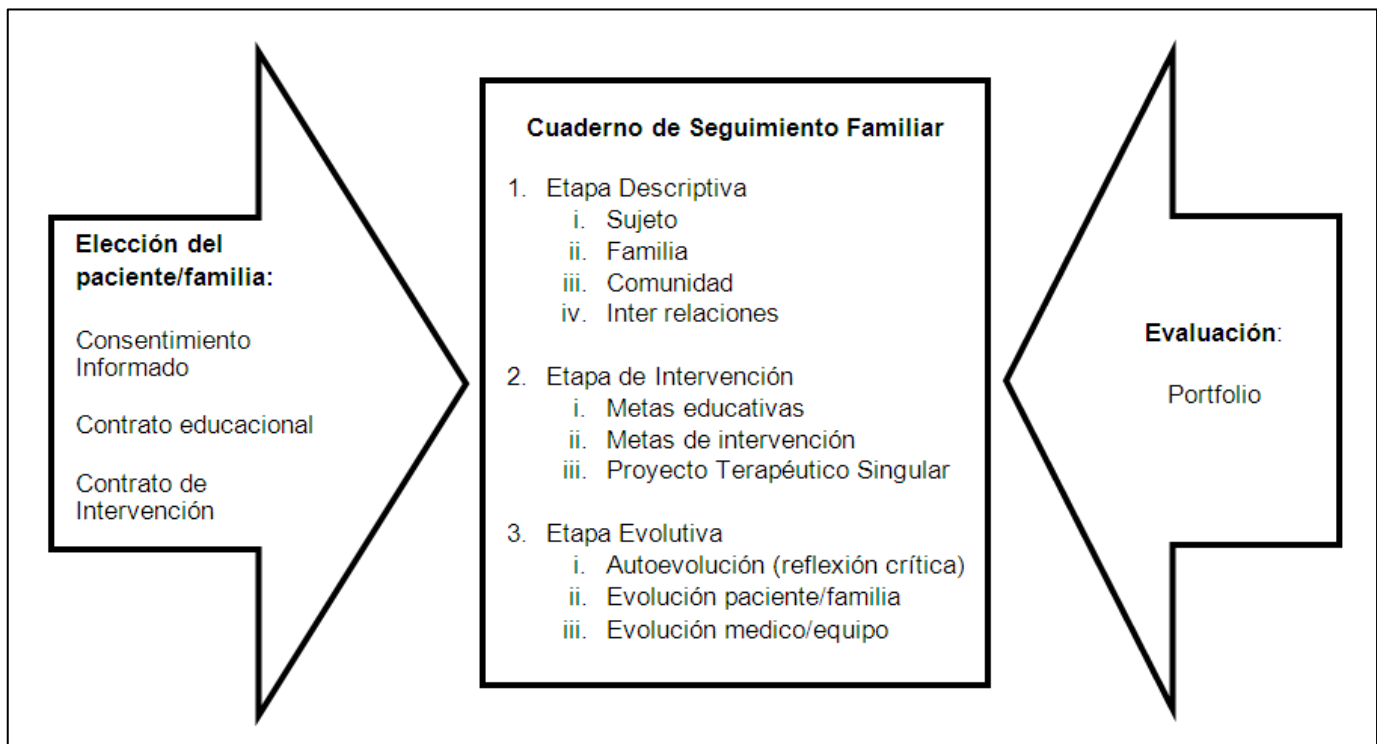 Elección del
paciente/familia:
Consentimiento
Informado
Contrato educacional
Contrato de
Intervención
Cuaderno de Seguimiento Familiar
1. Etapa Descriptiva
i. Sujeto
ii. Familia
iii. Comunidad
iv. Inter relaciones
2. Etapa de Intervención
i. Metas educativas
ii. Metas de intervención
iii. Proyecto Terapéutico Singular
3. Etapa Evolutiva
i. Autoevolución (reflexión crítica)
ii. Evolución paciente/familia
iii. Evolución medico/equipo
Evaluación:
Portfolio